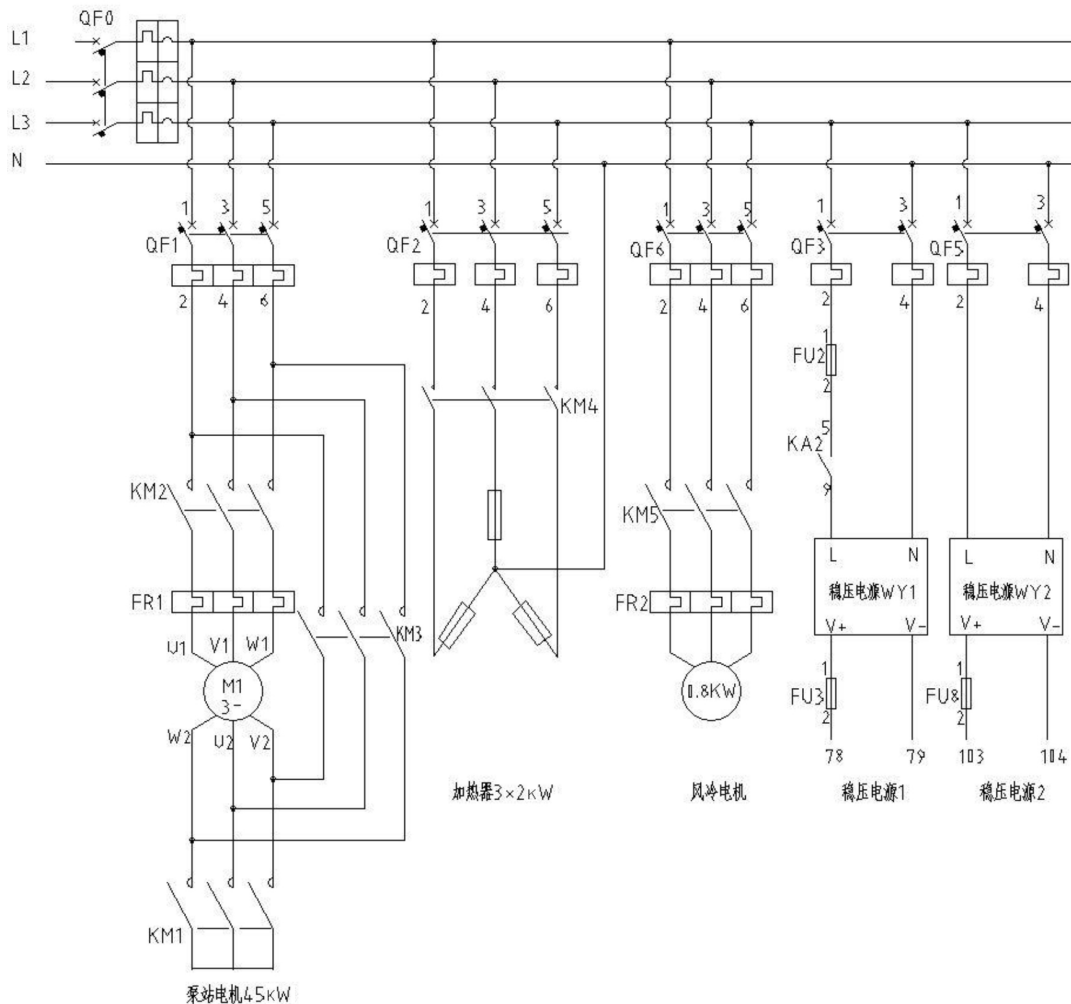 QF0
L1
L2
L3
N
1 3 5 1 3 5 1 3 5 1 3 1 3
QF1 QF2 QF6 QF3 QF5
2 4 6 2 4 6 2 4 6 2 4 2 4
1
FU2
2
KM4
5
KA2
9
KM2 KM5
L N L N
稳压电源WY1 稳压电源WY2
FR1 FR2
V+ V- V+ V-
KM3
U1 V1 W1
M1
3-
0.8KW
1 1
FU3 FU8
2 2
W2 U2 V2
78 79 103 104
加热器3×2KW 风冷电机 稳压电源1 稳压电源2
KM1
泵站电机45KW